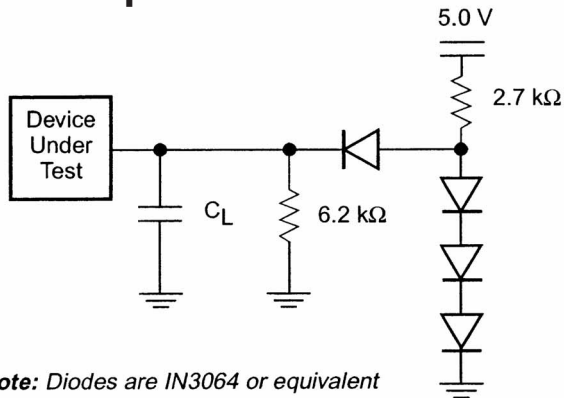 5.0 V
2.7 kΩ
Device
Under
Test
CL
6.2 kΩ
ote: Diodes are IN3064 or equivalent